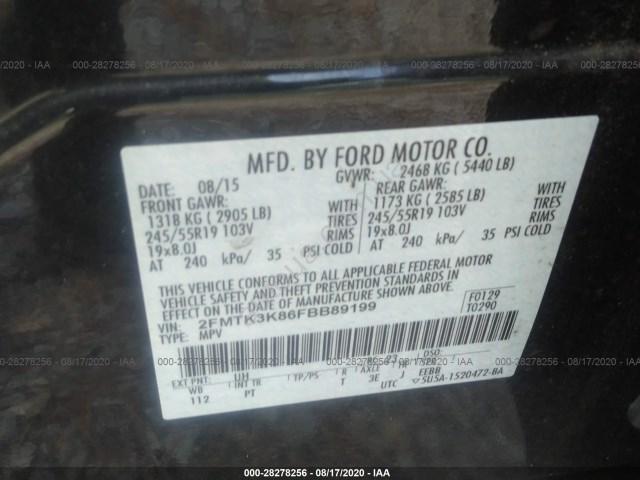 000-28278256 - 08/17/2020 - IAA
MFD. BY FORD MOTOR CO.
DATE: 08/15 GVWR: 2468 KG ( 5440 LB)
FRONT GAWR: REAR GAWR:
1318 KG ( 2905 LB) WITH 1173 KG ( 2585 LB) WITH
245/55R19 103V TIRES 245/55R19 103V TIRES
19x8.0J RIMS 19x8.0J RIMS
AT 240 kPa/ 35 PSI COLD AT 240 kPa/ 35 PSI COLD
THIS VEHICLE CONFORMS TO ALL APPLICABLE FEDERAL MOTOR
VEHICLE SAFETY AND THEFT PREVENTION STANDARDS IN
EFFECT ON THE DATE OF MANUFACTURE SHOWN ABOVE.
VIN: 2FMTK3K86FBB89199 F0129
TYPE: MPV T0290
DSO:
EXT PNT: UH
WB INT TR TP/PS R AXLE EEBB
112 PT T 3E J UTC 5U5A-1520472-BA
000-28278256 - 08/17/2020 - IAA